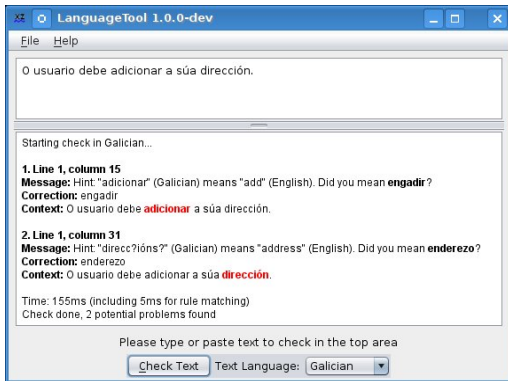 LanguageTool 1.0.0-dev
File Help
O usuario debe adicionar a súa dirección.
Starting check in Galician...
1. Line 1, column 15
Message: Hint: "adicionar" (Galician) means "add" (English). Did you mean engadir?
Correction: engadir
Context: O usuario debe adicionar a súa dirección.
2. Line 1, column 31
Message: Hint: "direcc?ións?" (Galician) means "address" (English). Did you mean enderezo?
Correction: enderezo
Context: O usuario debe adicionar a súa dirección.
Time: 155ms (including 5ms for rule matching)
Check done, 2 potential problems found
Please type or paste text to check in the top area
Check Text Text Language: Galician